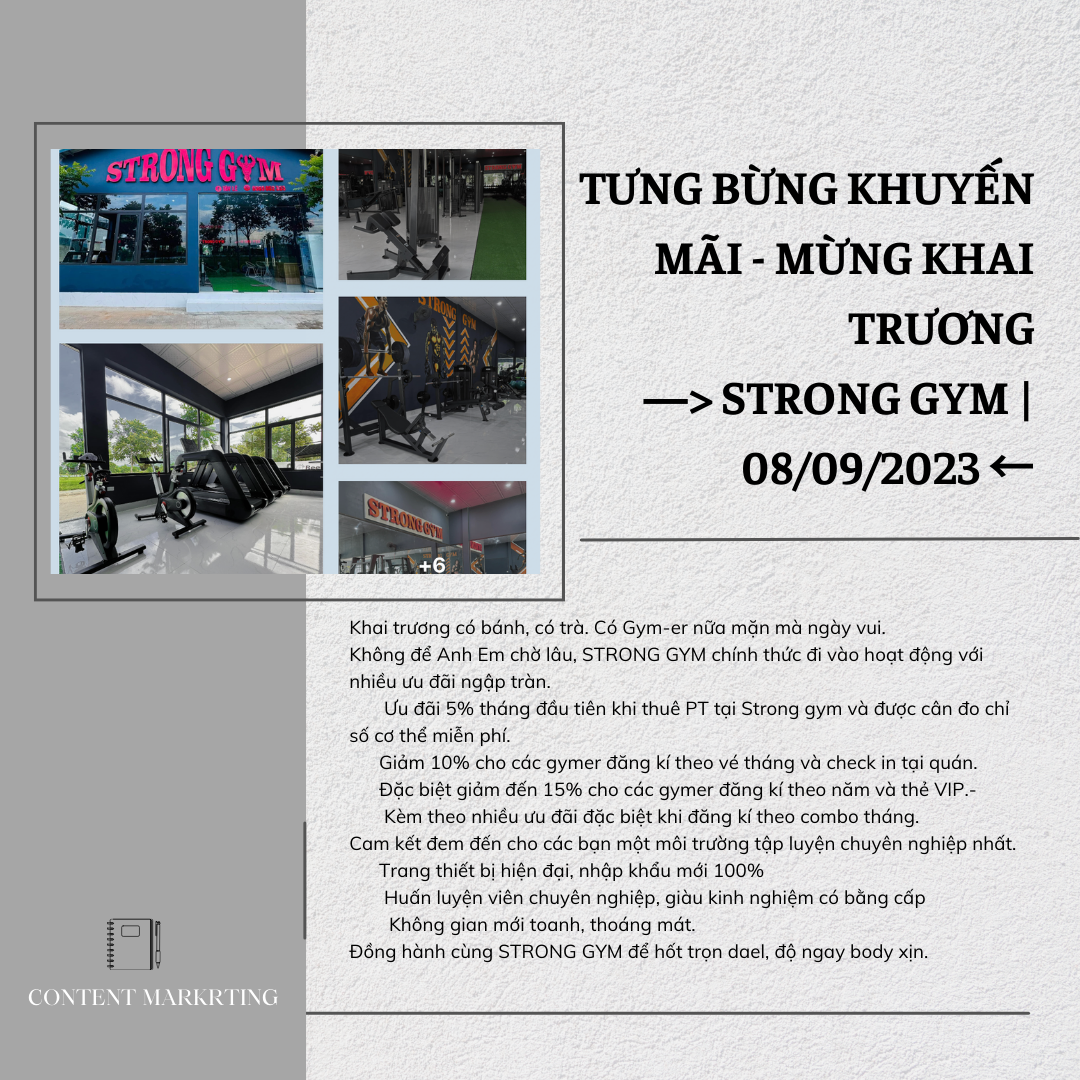 STRONG GYM
STRONG GYM
STRONG GYM
+6
TƯNG BỪNG KHUYẾN
MÃI - MỪNG KHAI
TRƯƠNG
—> STRONG GYM |
08/09/2023 ←
Khai trương có bánh, có trà. Có Gym-er nữa mặn mà ngày vui.
Không để Anh Em chờ lâu, STRONG GYM chính thức đi vào hoạt động với
nhiều ưu đãi ngập tràn.
Ưu đãi 5% tháng đầu tiên khi thuê PT tại Strong gym và được cân đo chỉ
số cơ thể miễn phí.
Giảm 10% cho các gymer đăng kí theo vé tháng và check in tại quán.
Đặc biệt giảm đến 15% cho các gymer đăng kí theo năm và thẻ VIP.-
Kèm theo nhiều ưu đãi đặc biệt khi đăng kí theo combo tháng.
Cam kết đem đến cho các bạn một môi trường tập luyện chuyên nghiệp nhất.
Trang thiết bị hiện đại, nhập khẩu mới 100%
Huấn luyện viên chuyên nghiệp, giàu kinh nghiệm có bằng cấp
Không gian mới toanh, thoáng mát.
Đồng hành cùng STRONG GYM để hốt trọn dael, độ ngay body xịn.
CONTENT MARKRTING